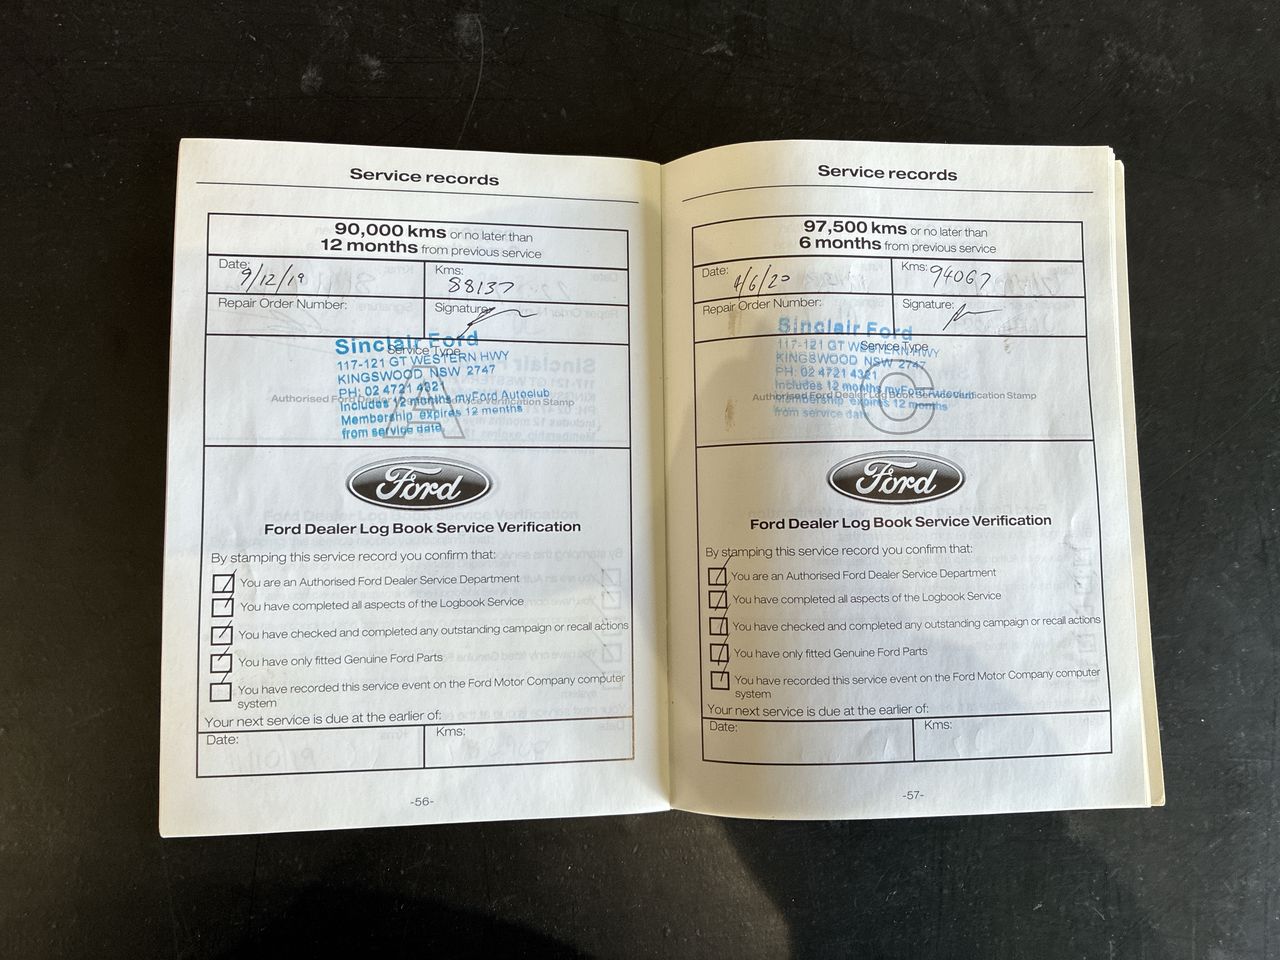 Service records
90,000 kms or no later than
12 months from previous service
Date: 9/12/19
Kms: 88137
Repair Order Number:
Signature:
Sinclair Ford
Service Type
117-121 GT WESTERN HWY
KINGSWOOD NSW 2747
PH: 02 4721 4321
Authorised Ford Dealer Log Book Service Verification Stamp
Includes 12 months myFord Autoclub
Membership expires 12 months
from service date
A
Ford
Ford Dealer Log Book Service Verification
By stamping this service record you confirm that:
You are an Authorised Ford Dealer Service Department
You have completed all aspects of the Logbook Service
You have checked and completed any outstanding campaign or recall actions
You have only fitted Genuine Ford Parts
You have recorded this service event on the Ford Motor Company computer
system
Your next service is due at the earlier of:
Date:
Kms:
-56-
Service records
97,500 kms or no later than
6 months from previous service
Date: 4/6/20
Kms: 94067
Repair Order Number:
Signature:
Sinclair Ford
Service Type
117-121 GT WESTERN HWY
KINGSWOOD NSW 2747
PH: 02 4721 4321
Includes 12 months myFord Autoclub
Authorised Ford Dealer Log Book Service Verification Stamp
Membership expires 12 months
from service date
C
Ford
Ford Dealer Log Book Service Verification
By stamping this service record you confirm that:
You are an Authorised Ford Dealer Service Department
You have completed all aspects of the Logbook Service
You have checked and completed any outstanding campaign or recall actions
You have only fitted Genuine Ford Parts
You have recorded this service event on the Ford Motor Company computer
system
Your next service is due at the earlier of:
Date:
Kms:
-57-